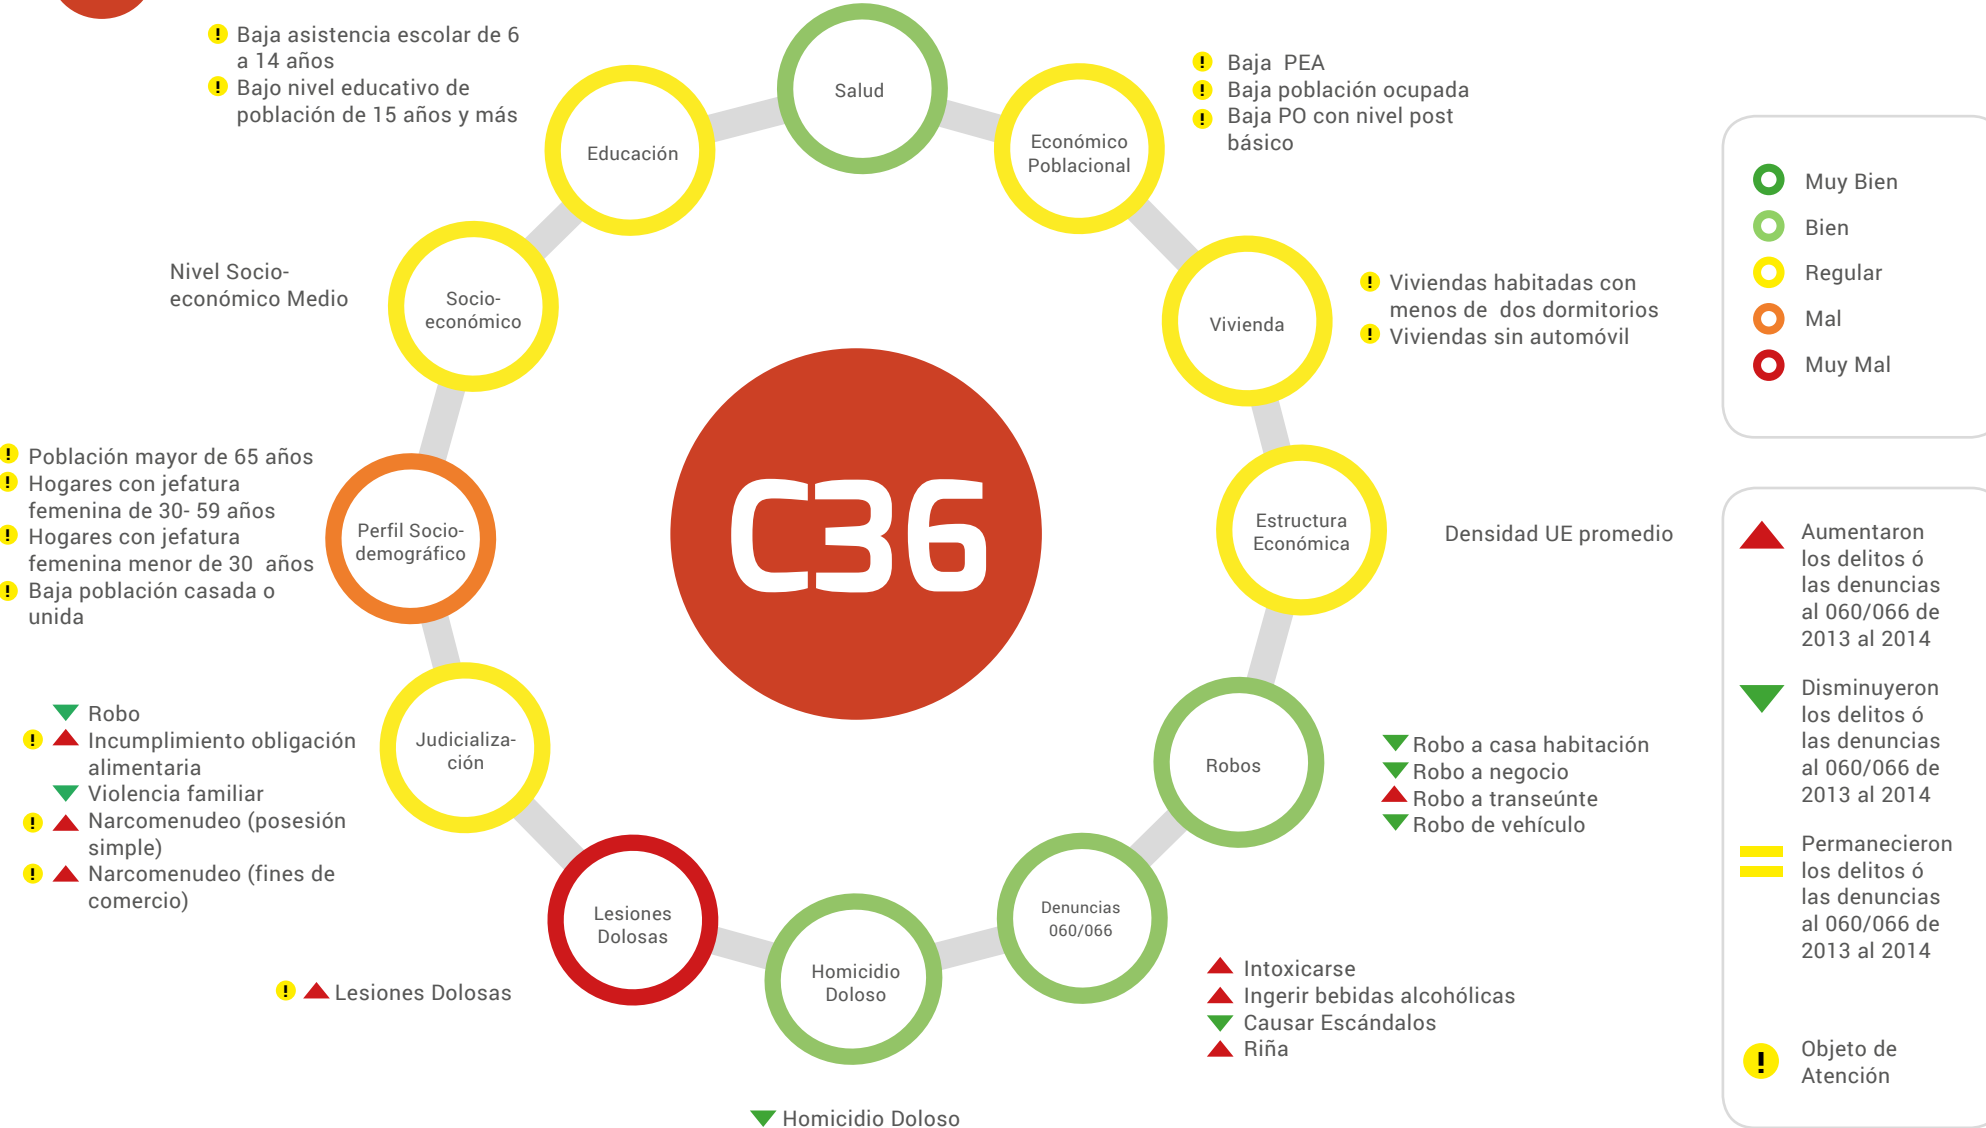 Baja asistencia escolar de 6
a 14 años
Bajo nivel educativo de
población de 15 años y más
Educación
Salud
Económico
Poblacional
Baja PEA
Baja población ocupada
Baja PO con nivel post
básico
Nivel Socio-
económico Medio
Socio-
económico
Vivienda
Viviendas habitadas con
menos de dos dormitorios
Viviendas sin automóvil
Población mayor de 65 años
Hogares con jefatura
femenina de 30- 59 años
Hogares con jefatura
femenina menor de 30 años
Baja población casada o
unida
Perfil Socio-
demográfico
C36
Estructura
Económica
Densidad UE promedio
Robo
Incumplimiento obligación
alimentaria
Violencia familiar
Narcomenudeo (posesión
simple)
Narcomenudeo (fines de
comercio)
Judicializa-
ción
Robos
Robo a casa habitación
Robo a negocio
Robo a transeúnte
Robo de vehículo
Lesiones
Dolosas
Lesiones Dolosas
Homicidio
Doloso
Homicidio Doloso
Denuncias
060/066
Intoxicarse
Ingerir bebidas alcohólicas
Causar Escándalos
Riña
Muy Bien
Bien
Regular
Mal
Muy Mal
Aumentaron
los delitos ó
las denuncias
al 060/066 de
2013 al 2014
Disminuyeron
los delitos ó
las denuncias
al 060/066 de
2013 al 2014
Permanecieron
los delitos ó
las denuncias
al 060/066 de
2013 al 2014
Objeto de
Atención